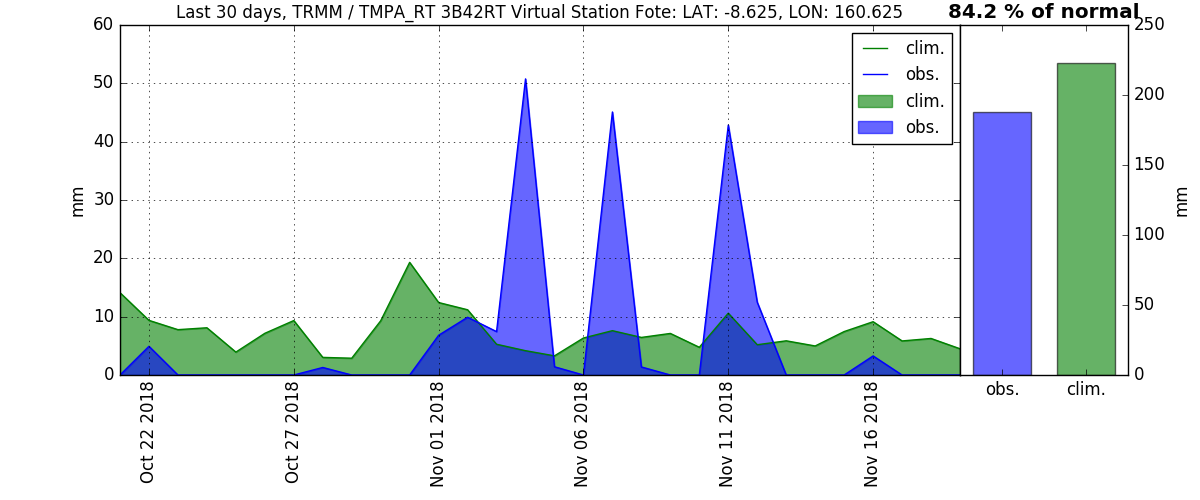 Last 30 days, TRMM / TMPA_RT 3B42RT Virtual Station Fote: LAT: -8.625, LON: 160.625
84.2 % of normal
60
50
40
30
20
10
0
mm
clim.
obs.
clim.
obs.
Oct 22 2018
Oct 27 2018
Nov 01 2018
Nov 06 2018
Nov 11 2018
Nov 16 2018
250
200
150
100
50
0
mm
obs.
clim.